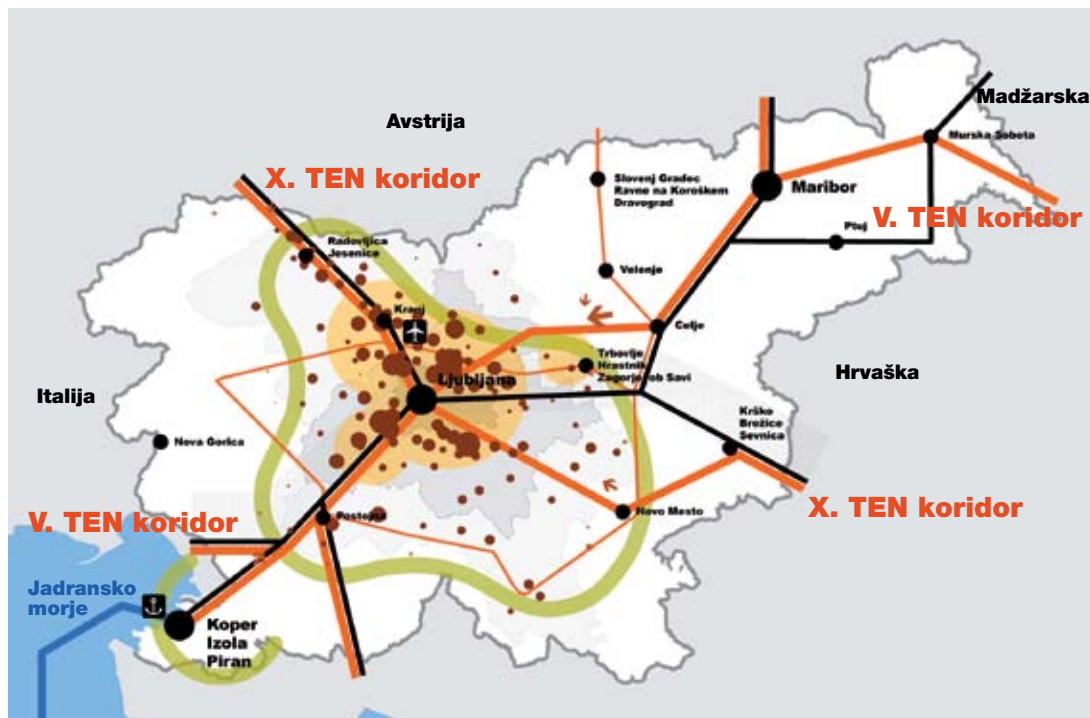 Madžarska
Avstrija
Murska Sobota
X. TEN koridor
Slovenj Gradec
Ravne na Koroškem
Dravograd
Maribor
V. TEN koridor
Ptuj
Radovljica
Jesenice
Velenje
Kranj
Celje
Trbovlje
Hrastnik
Zagorje ob Savi
Ljubljana
Hrvaška
Italija
Krško
Brežice
Sevnica
Nova Gorica
X. TEN koridor
Novo Mesto
V. TEN koridor
Postojna
Jadransko
morje
Koper
Izola
Piran